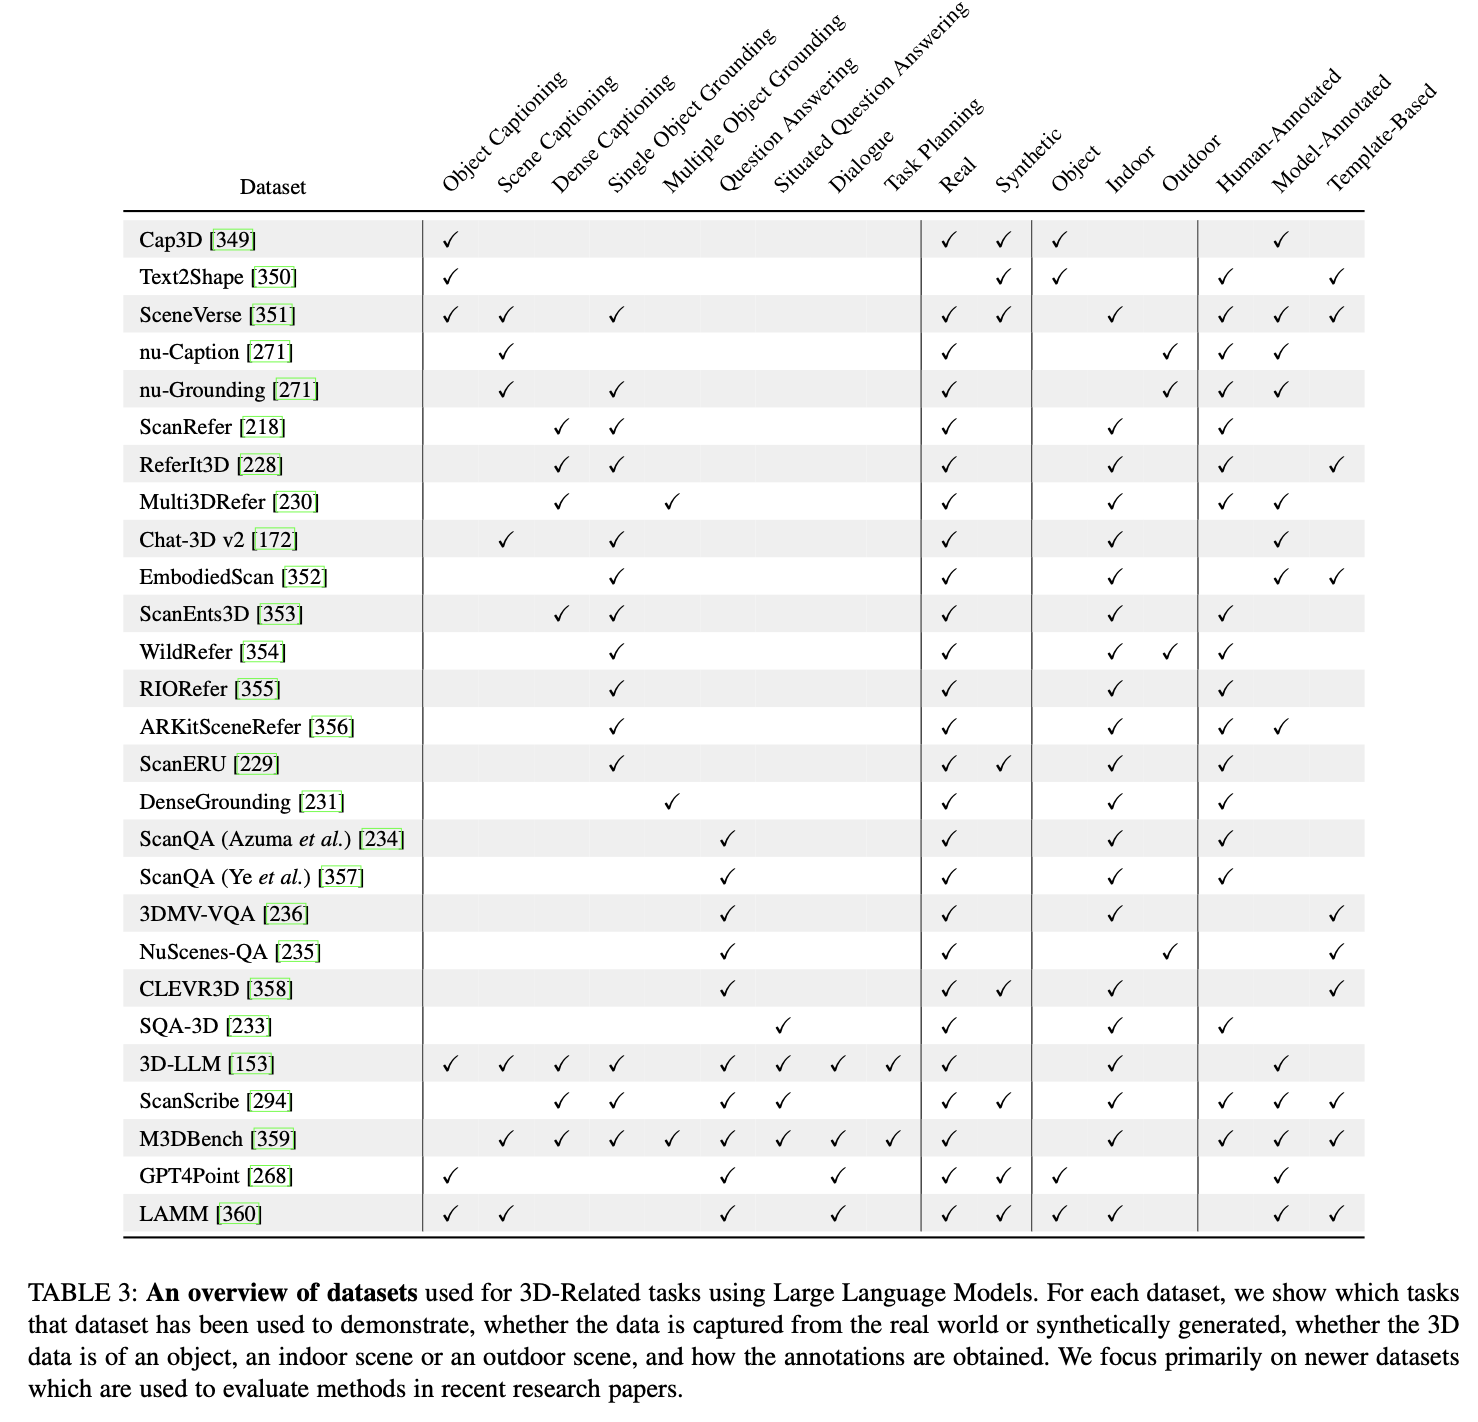 Dataset Object Captioning Scene Captioning Dense Captioning Single Object Grounding Multiple Object Grounding Question Answering Situated Question Answering Dialogue Task Planning Real Synthetic Object Indoor Outdoor Human-Annotated Model-Annotated Template-Based
Cap3D [349] ✓ ✓ ✓ ✓ ✓
Text2Shape [350] ✓ ✓ ✓ ✓ ✓
SceneVerse [351] ✓ ✓ ✓ ✓ ✓ ✓ ✓ ✓ ✓
nu-Caption [271] ✓ ✓ ✓ ✓ ✓
nu-Grounding [271] ✓ ✓ ✓ ✓ ✓ ✓
ScanRefer [218] ✓ ✓ ✓ ✓ ✓
ReferIt3D [228] ✓ ✓ ✓ ✓ ✓ ✓
Multi3DRefer [230] ✓ ✓ ✓ ✓ ✓ ✓
Chat-3D v2 [172] ✓ ✓ ✓ ✓ ✓
EmbodiedScan [352] ✓ ✓ ✓ ✓ ✓
ScanEnts3D [353] ✓ ✓ ✓ ✓ ✓
WildRefer [354] ✓ ✓ ✓ ✓ ✓
RIORefer [355] ✓ ✓ ✓ ✓
ARKitSceneRefer [356] ✓ ✓ ✓ ✓ ✓
ScanERU [229] ✓ ✓ ✓ ✓ ✓
DenseGrounding [231] ✓ ✓ ✓ ✓
ScanQA (Azuma et al.) [234] ✓ ✓ ✓ ✓
ScanQA (Ye et al.) [357] ✓ ✓ ✓ ✓
3DMV-VQA [236] ✓ ✓ ✓ ✓
NuScenes-QA [235] ✓ ✓ ✓ ✓
CLEVR3D [358] ✓ ✓ ✓ ✓ ✓
SQA-3D [233] ✓ ✓ ✓ ✓
3D-LLM [153] ✓ ✓ ✓ ✓ ✓ ✓ ✓ ✓ ✓ ✓ ✓
ScanScribe [294] ✓ ✓ ✓ ✓ ✓ ✓ ✓ ✓ ✓ ✓
M3DBench [359] ✓ ✓ ✓ ✓ ✓ ✓ ✓ ✓ ✓ ✓ ✓ ✓ ✓
GPT4Point [268] ✓ ✓ ✓ ✓ ✓ ✓ ✓
LAMM [360] ✓ ✓ ✓ ✓ ✓ ✓ ✓ ✓ ✓ ✓
TABLE 3: An overview of datasets used for 3D-Related tasks using Large Language Models. For each dataset, we show which tasks
that dataset has been used to demonstrate, whether the data is captured from the real world or synthetically generated, whether the 3D
data is of an object, an indoor scene or an outdoor scene, and how the annotations are obtained. We focus primarily on newer datasets
which are used to evaluate methods in recent research papers.